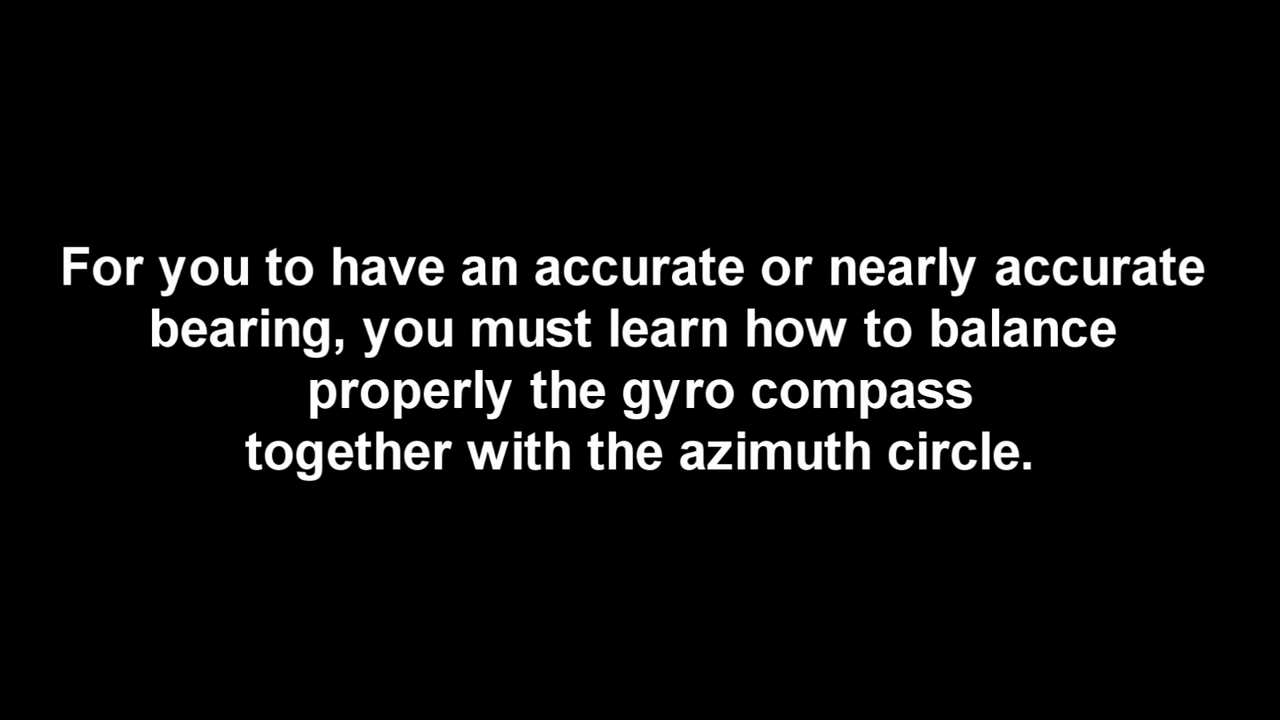 For you to have an accurate or nearly accurate
bearing, you must learn how to balance
properly the gyro compass
together with the azimuth circle.